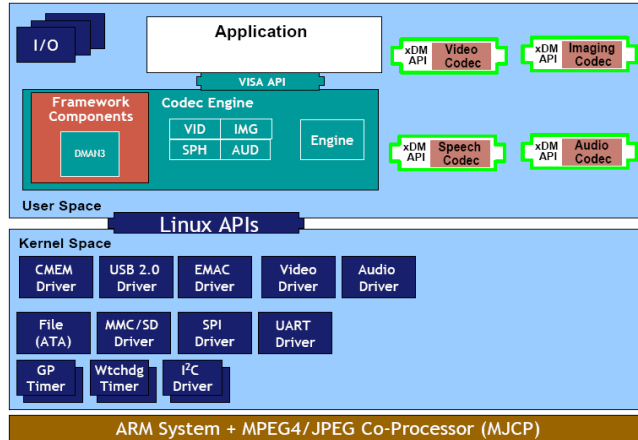 I/O
Application
VISA API
xDM API
Video Codec
xDM API
Imaging Codec
Framework Components
DMAN3
Codec Engine
VID
IMG
SPH
AUD
Engine
xDM API
Speech Codec
xDM API
Audio Codec
User Space
Linux APIs
Kernel Space
CMEM Driver
USB 2.0 Driver
EMAC Driver
Video Driver
Audio Driver
File (ATA)
MMC/SD Driver
SPI Driver
UART Driver
GP Timer
Wtchdg Timer
I²C Driver
ARM System + MPEG4/JPEG Co-Processor (MJCP)